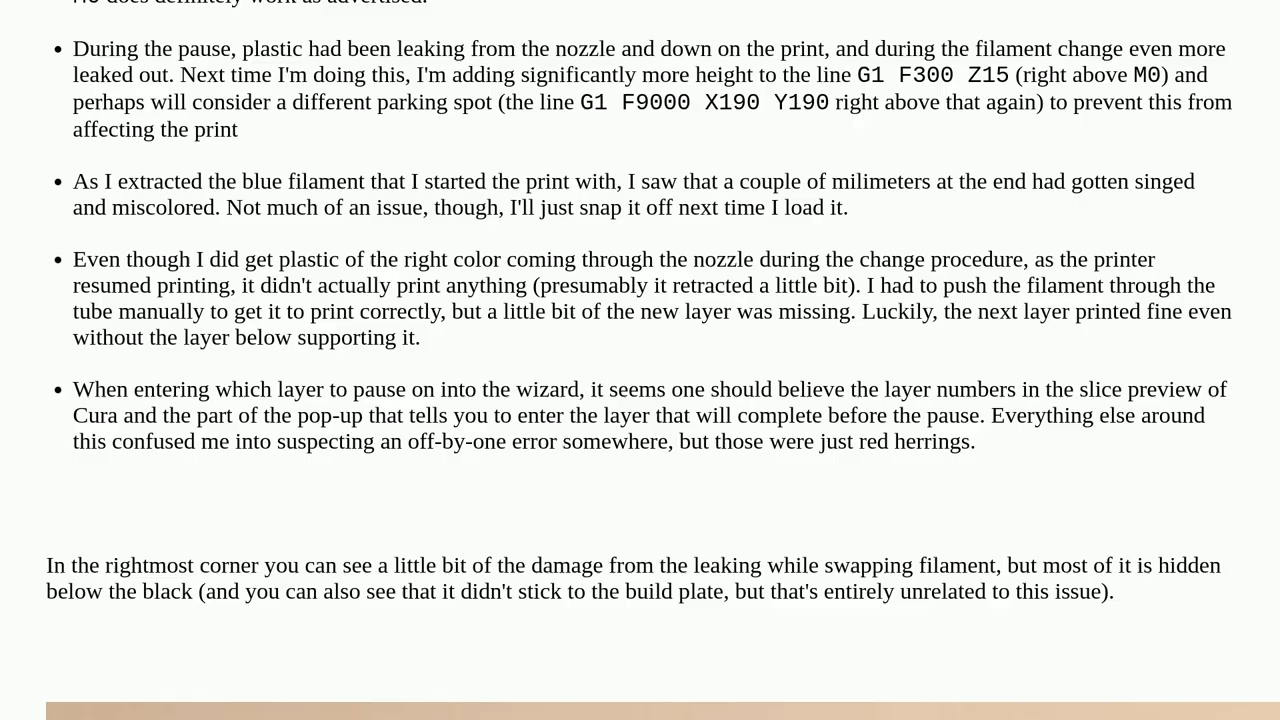 M0 does definitely work as advertised.
During the pause, plastic had been leaking from the nozzle and down on the print, and during the filament change even more
leaked out. Next time I'm doing this, I'm adding significantly more height to the line G1 F300 Z15 (right above M0) and
perhaps will consider a different parking spot (the line G1 F9000 X190 Y190 right above that again) to prevent this from
affecting the print
As I extracted the blue filament that I started the print with, I saw that a couple of milimeters at the end had gotten singed
and miscolored. Not much of an issue, though, I'll just snap it off next time I load it.
Even though I did get plastic of the right color coming through the nozzle during the change procedure, as the printer
resumed printing, it didn't actually print anything (presumably it retracted a little bit). I had to push the filament through the
tube manually to get it to print correctly, but a little bit of the new layer was missing. Luckily, the next layer printed fine even
without the layer below supporting it.
When entering which layer to pause on into the wizard, it seems one should believe the layer numbers in the slice preview of
Cura and the part of the pop-up that tells you to enter the layer that will complete before the pause. Everything else around
this confused me into suspecting an off-by-one error somewhere, but those were just red herrings.
In the rightmost corner you can see a little bit of the damage from the leaking while swapping filament, but most of it is hidden
below the black (and you can also see that it didn't stick to the build plate, but that's entirely unrelated to this issue).